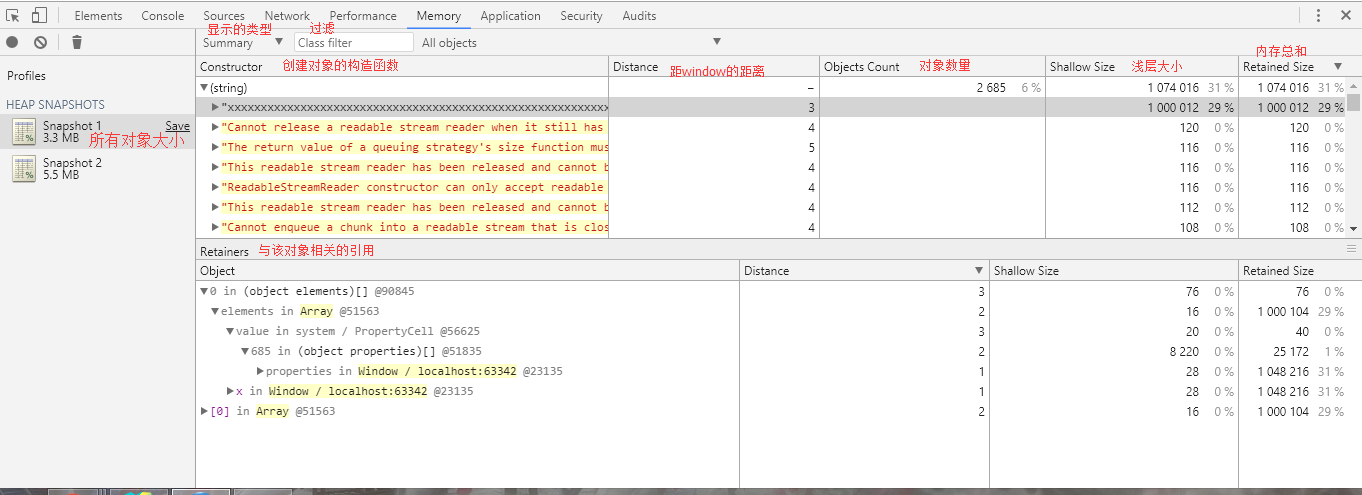 Elements Console Sources Network Performance Memory Application Security Audits
显示的类型 过滤
Summary Class filter All objects
内存总和
Profiles
HEAP SNAPSHOTS
Snapshot 1 Save
3.3 MB 所有对象大小
Snapshot 2
5.5 MB
Constructor 创建对象的构造函数 Distance 距window的距离 Objects Count 对象数量 Shallow Size 浅层大小 Retained Size
(string) – 2 685 6 % 1 074 016 31 % 1 074 016 31 %
3 1 000 012 29 % 1 000 012 29 %
"Cannot release a readable stream reader when it still has 4 120 0 % 120 0 %
"The return value of a queuing strategy's size function mus 5 116 0 % 116 0 %
"This readable stream reader has been released and cannot b 4 116 0 % 116 0 %
"ReadableStreamReader constructor can only accept readable 4 116 0 % 116 0 %
"This readable stream reader has been released and cannot b 4 112 0 % 112 0 %
"Cannot enqueue a chunk into a readable stream that is clos 4 108 0 % 108 0 %
Retainers 与该对象相关的引用
Object Distance Shallow Size Retained Size
0 in (object elements)[] @90845 3 76 0 % 76 0 %
elements in Array @51563 2 16 0 % 1 000 104 29 %
value in system / PropertyCell @56625 3 20 0 % 40 0 %
685 in (object properties)[] @51835 2 8 220 0 % 25 172 1 %
properties in Window / localhost:63342 @23135 1 28 0 % 1 048 216 31 %
x in Window / localhost:63342 @23135 1 28 0 % 1 048 216 31 %
[0] in Array @51563 2 16 0 % 1 000 104 29 %